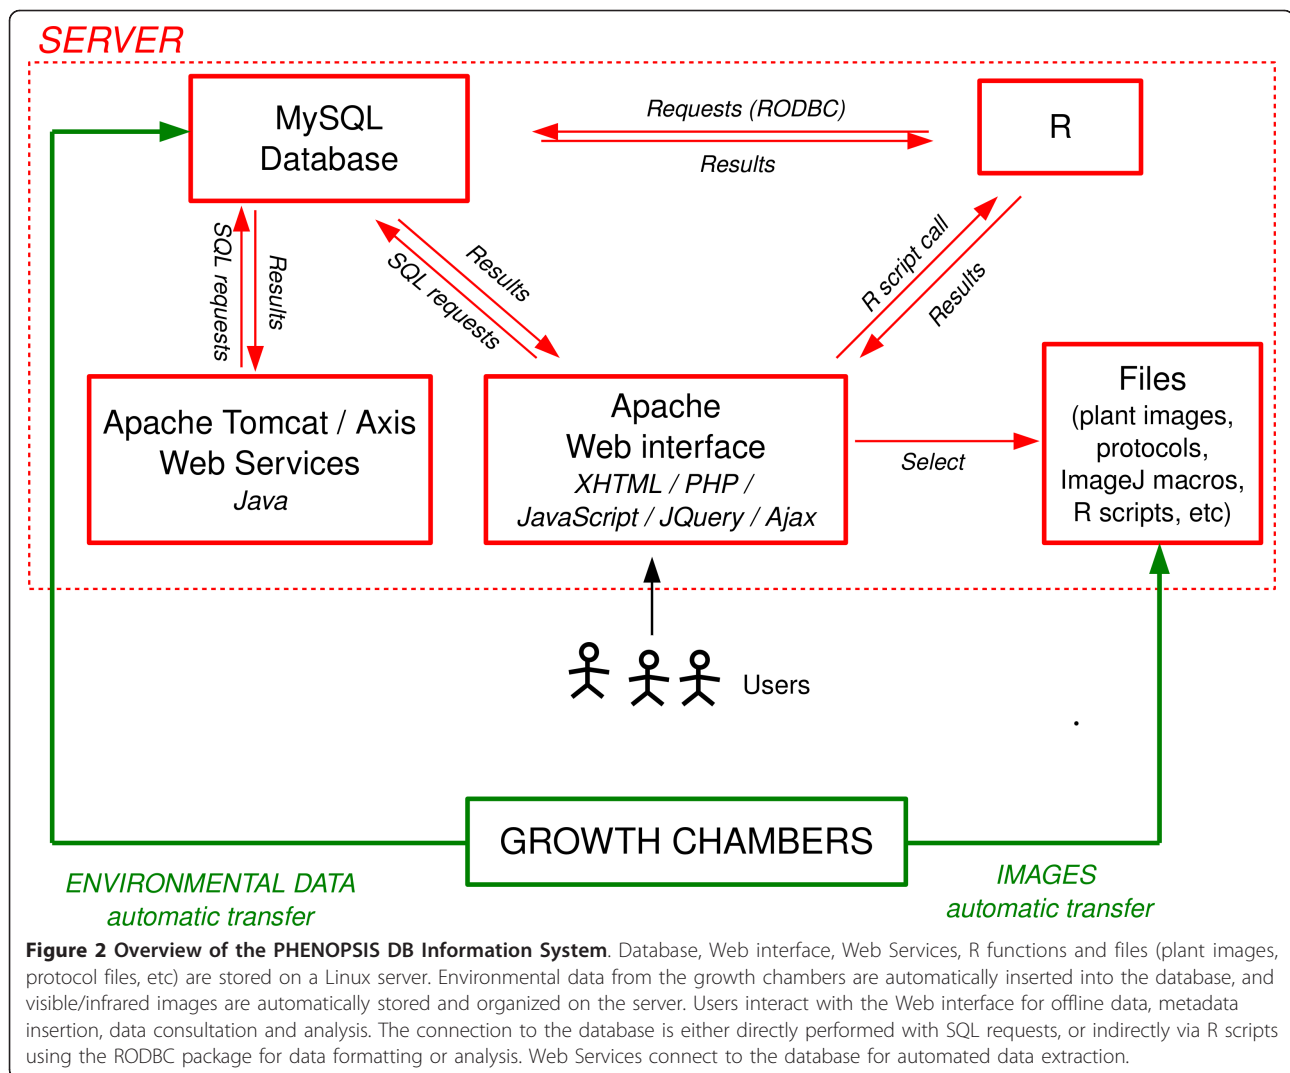 SERVER
MySQL
Database
Requests (RODBC)
Results
R
SQL requests
Results
Results
SQL requests
R script call
Results
Apache Tomcat / Axis
Web Services
Java
Apache
Web interface
XHTML / PHP /
JavaScript / JQuery / Ajax
Select
Files
(plant images,
protocols,
ImageJ macros,
R scripts, etc)
Users
GROWTH CHAMBERS
ENVIRONMENTAL DATA
automatic transfer
IMAGES
automatic transfer
Figure 2 Overview of the PHENOPSIS DB Information System. Database, Web interface, Web Services, R functions and files (plant images,
protocol files, etc) are stored on a Linux server. Environmental data from the growth chambers are automatically inserted into the database, and
visible/infrared images are automatically stored and organized on the server. Users interact with the Web interface for offline data, metadata
insertion, data consultation and analysis. The connection to the database is either directly performed with SQL requests, or indirectly via R scripts
using the RODBC package for data formatting or analysis. Web Services connect to the database for automated data extraction.